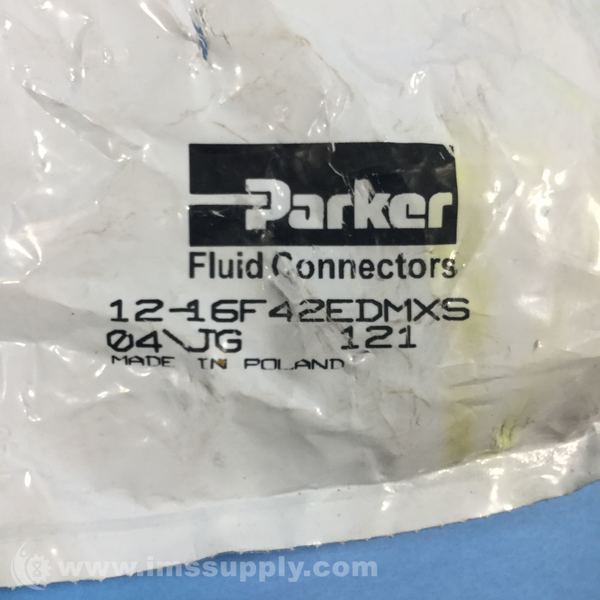 Parker
Fluid Connectors
12-16F42EDMXS
04\JG 121
MADE IN POLAND
www.imssupply.com